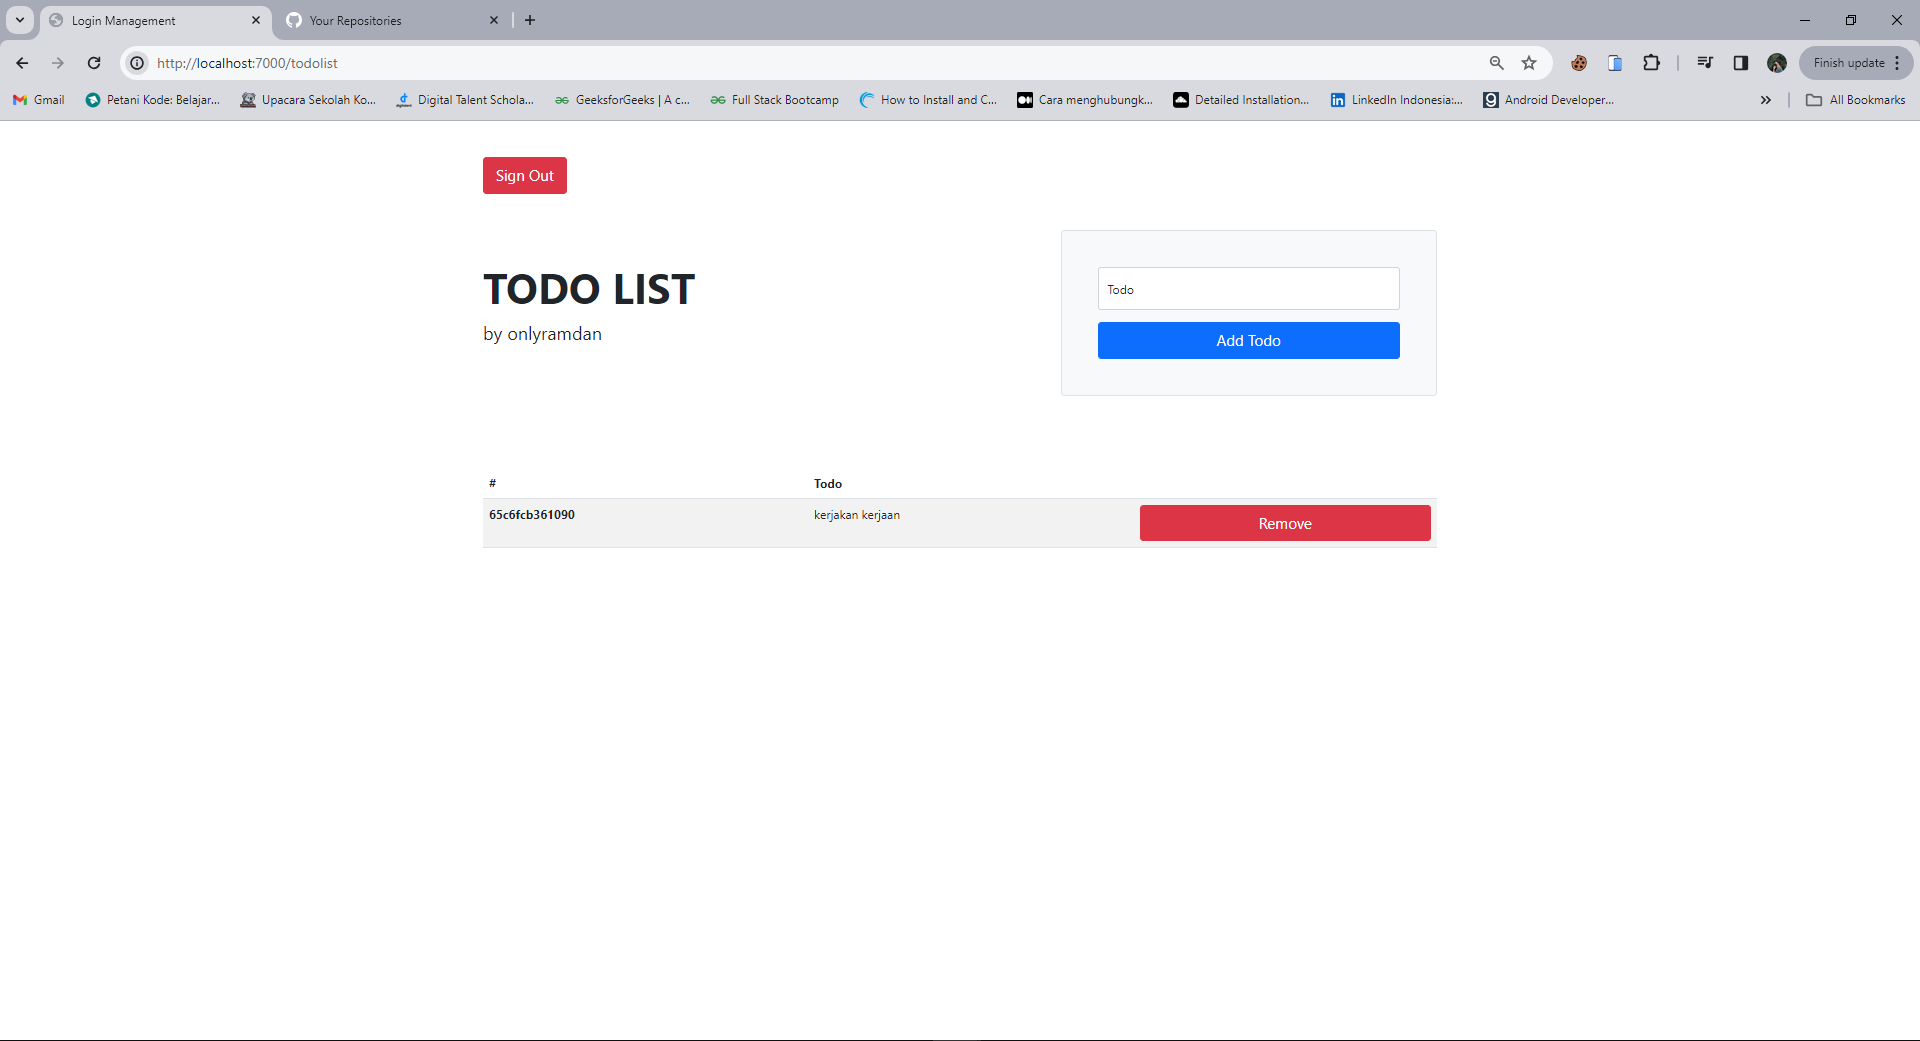 Login Management
Your Repositories
http://localhost:7000/todolist
Finish update
Gmail
Petani Kode: Belajar...
Upacara Sekolah Ko...
Digital Talent Schola...
GeeksforGeeks | A c...
Full Stack Bootcamp
How to Install and C...
Cara menghubungk...
Detailed Installation...
LinkedIn Indonesia:...
Android Developer...
All Bookmarks
Sign Out
TODO LIST
by onlyramdan
Todo
Add Todo
# Todo
65c6fcb361090 kerjakan kerjaan Remove